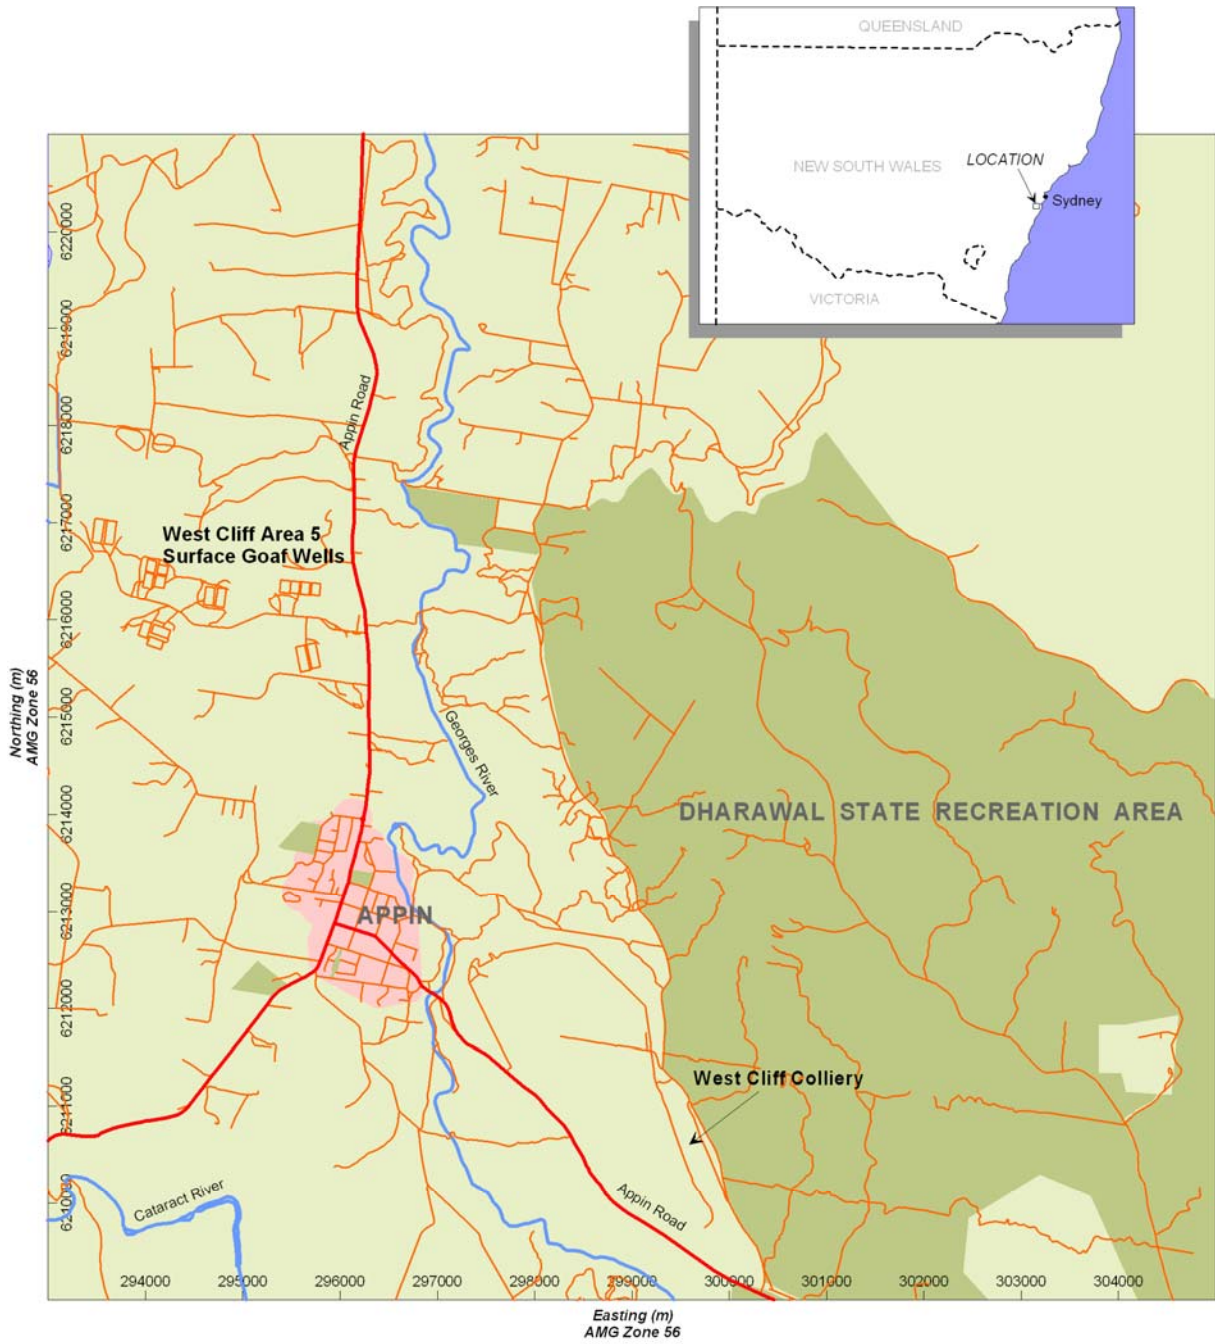 QUEENSLAND
NEW SOUTH WALES
LOCATION
Sydney
VICTORIA
6220000
6219000
6218000
6217000
6216000
6215000
6214000
6213000
6212000
6211000
6210000
Northing (m)
AMG Zone 56
Appin Road
West Cliff Area 5
Surface Goaf Wells
Georges River
DHARAWAL STATE RECREATION AREA
APPIN
West Cliff Colliery
Appin Road
Cataract River
294000
295000
296000
297000
298000
299000
300000
301000
302000
303000
304000
Easting (m)
AMG Zone 56